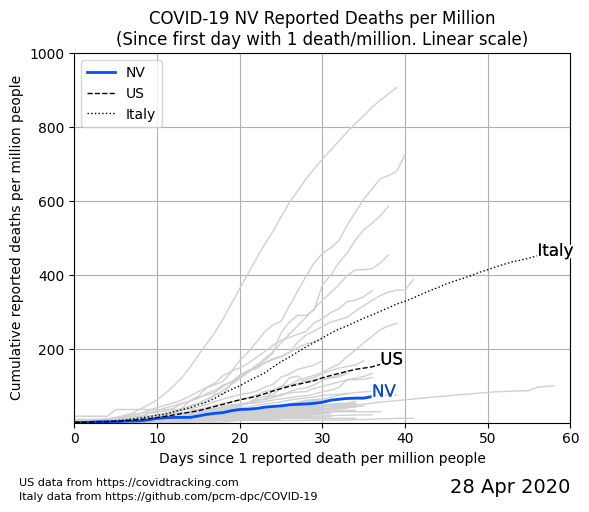 COVID-19 NV Reported Deaths per Million
(Since first day with 1 death/million. Linear scale)
Cumulative reported deaths per million people
1000
800
600
400
200
NV
US
Italy
Italy
US
NV
0
10
20
30
40
50
60
Days since 1 reported death per million people
US data from https://covidtracking.com
Italy data from https://github.com/pcm-dpc/COVID-19
28 Apr 2020